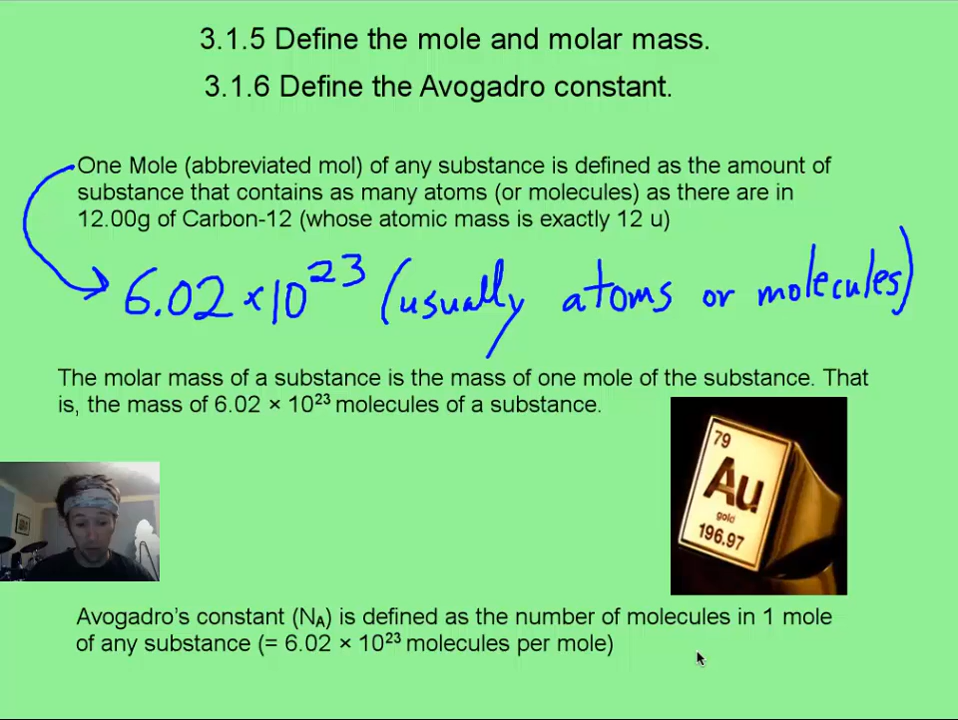 3.1.5 Define the mole and molar mass.
3.1.6 Define the Avogadro constant.
One Mole (abbreviated mol) of any substance is defined as the amount of
substance that contains as many atoms (or molecules) as there are in
12.00g of Carbon-12 (whose atomic mass is exactly 12 u)
6.02 × 10²³ (usually atoms or molecules)
The molar mass of a substance is the mass of one mole of the substance. That
is, the mass of 6.02 × 10²³ molecules of a substance.
79
Au
gold
196.97
Avogadro's constant (N_A) is defined as the number of molecules in 1 mole
of any substance (= 6.02 × 10²³ molecules per mole)